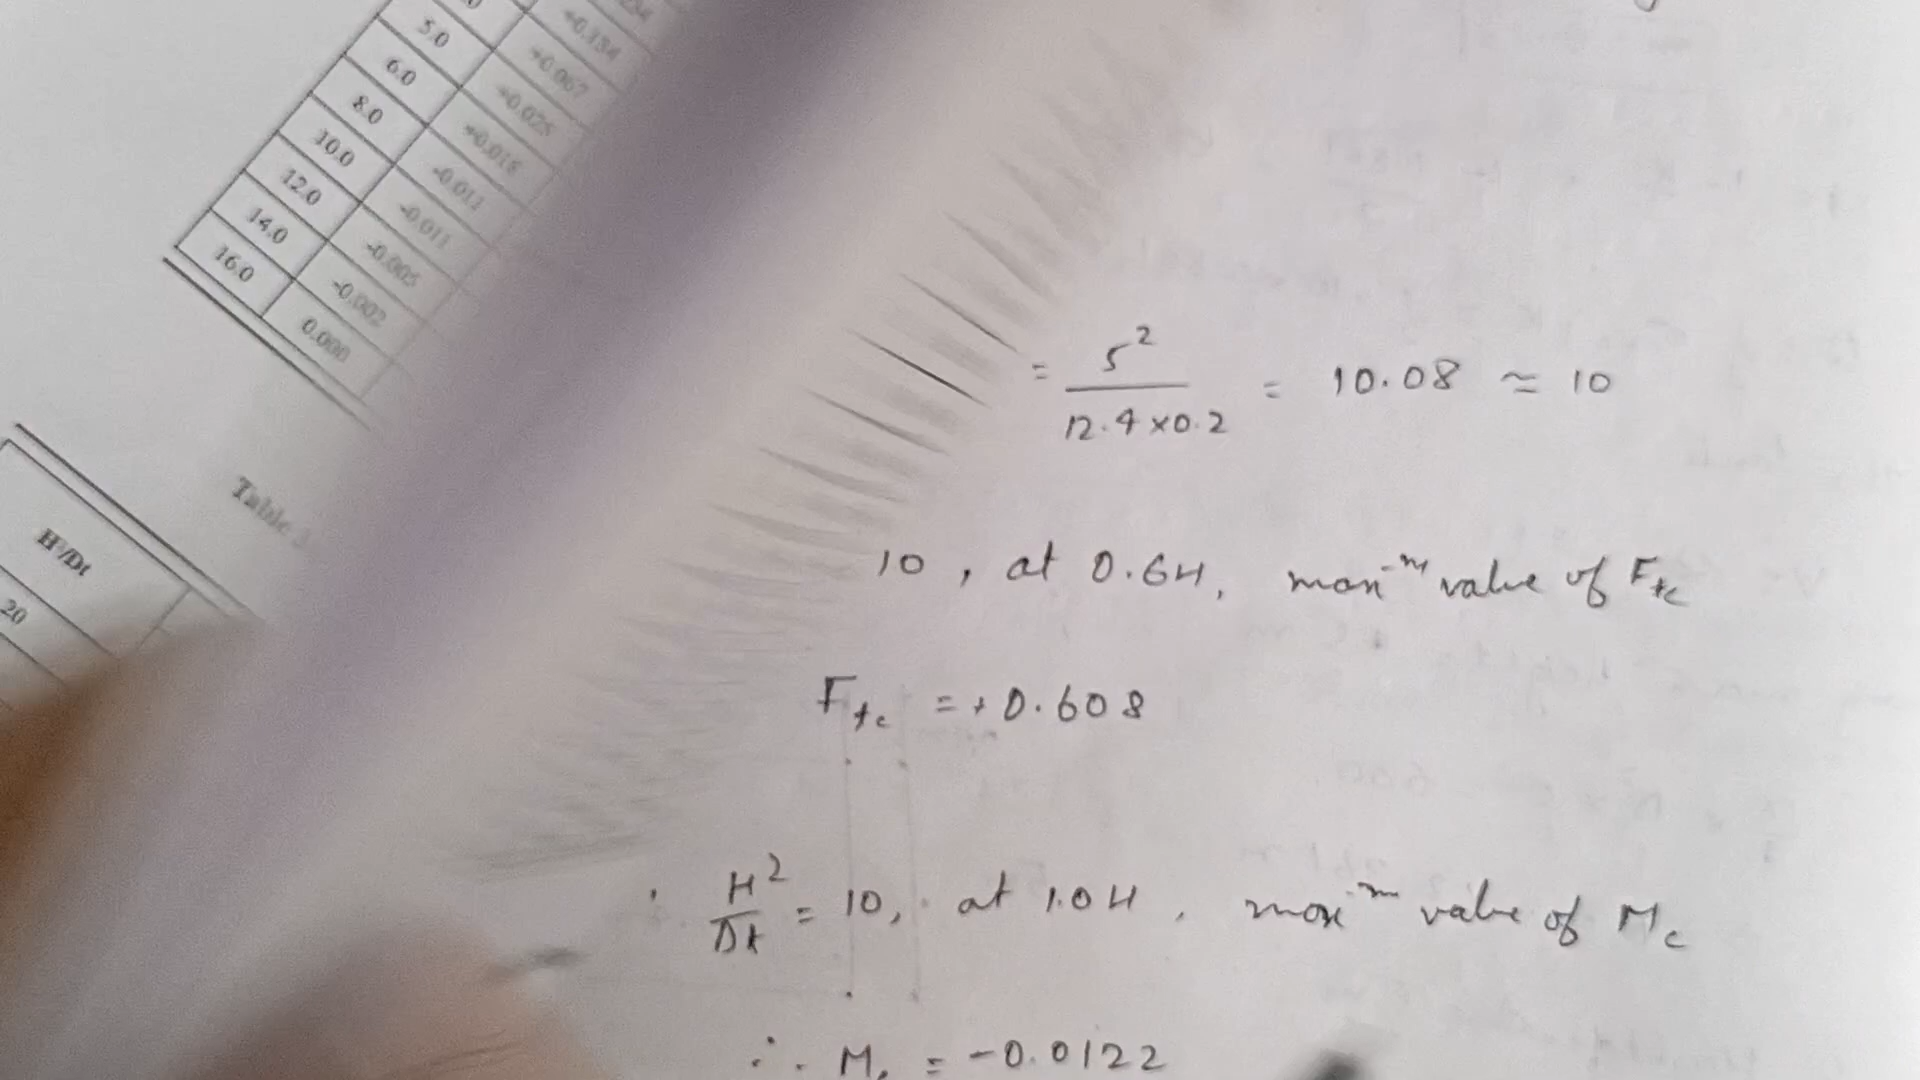 5.0
+0.134
6.0
+0.067
8.0
+0.025
10.0
+0.018
12.0
-0.011
14.0
-0.011
16.0
-0.005
-0.002
0.000
Table
H²/Dt
20
= 5² / 12.4 x 0.2 = 10.08 ≃ 10
10 , at 0.6H, max^m value of F_tc
F_tc = +0.608
H²/Dt = 10, at 1.0H , max^m value of M_c
∴ M_c = -0.0122